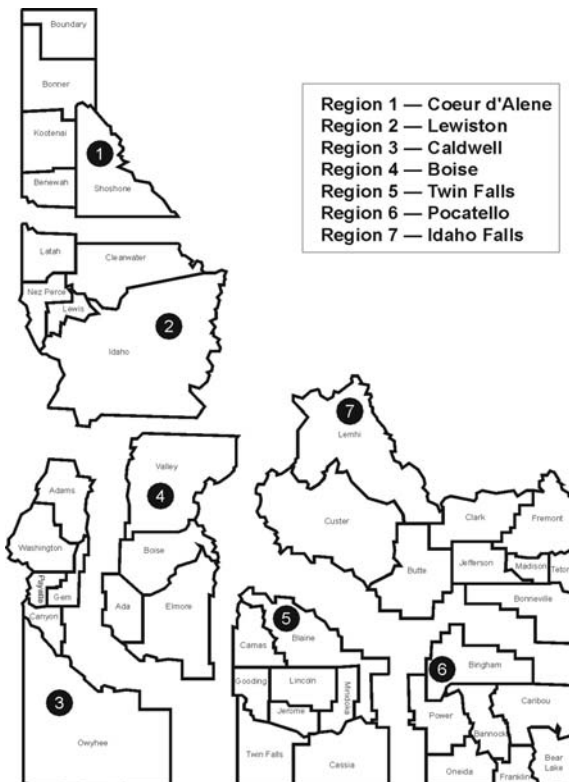 Boundary
Bonner
Kootenai
1
Shoshone
Benewah
Region 1 — Coeur d'Alene
Region 2 — Lewiston
Region 3 — Caldwell
Region 4 — Boise
Region 5 — Twin Falls
Region 6 — Pocatello
Region 7 — Idaho Falls
Latah
Clearwater
Nez Perce
Lewis
2
Idaho
7
Lemhi
Valley
4
Adams
Washington
Boise
Payette
Gem
Canyon
Ada
Elmore
3
Owyhee
Custer
Clark
Fremont
Butte
Jefferson
Madison
Teton
Bonneville
5
Blaine
Camas
Gooding
Lincoln
Jerome
Minidoka
Twin Falls
Cassia
6
Bingham
Power
Bannock
Caribou
Oneida
Franklin
Bear
Lake